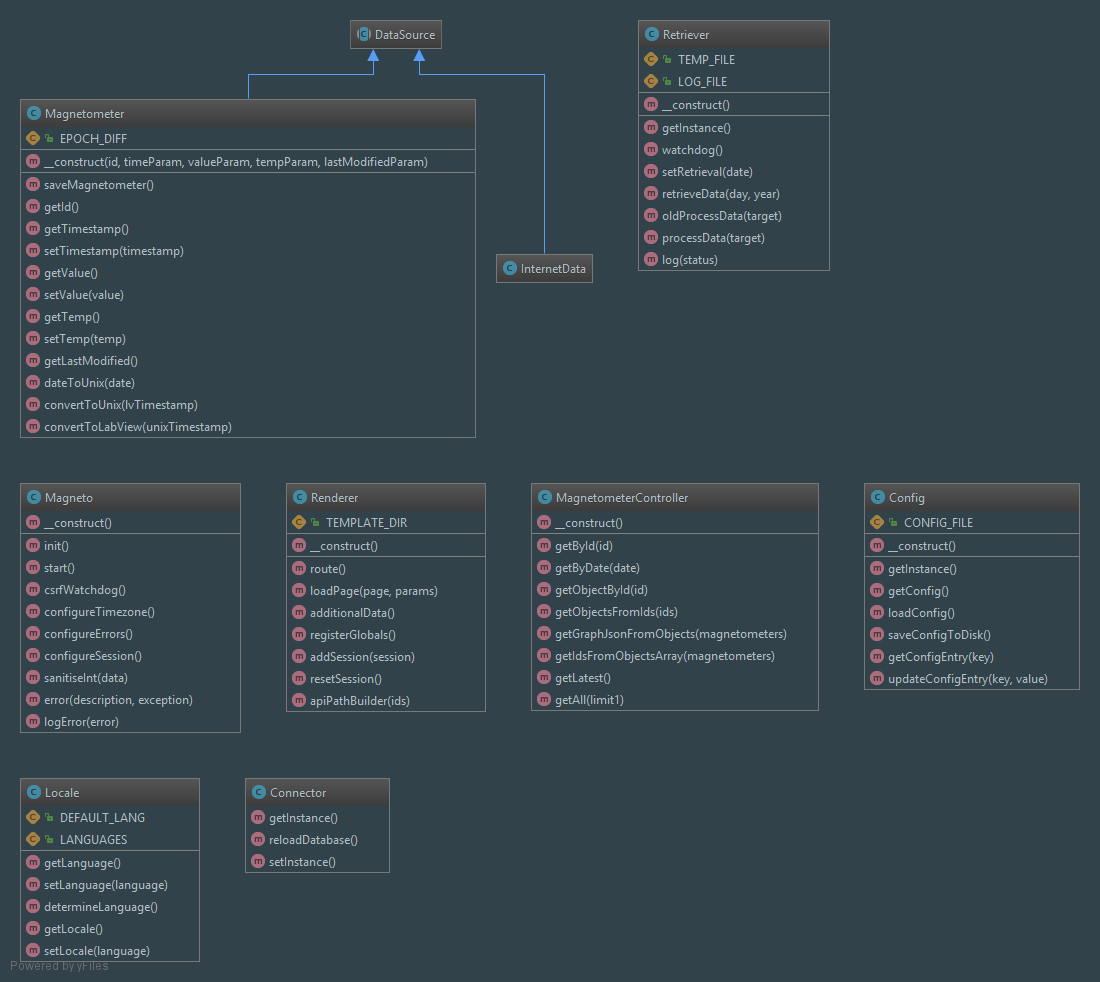 DataSource
Retriever
TEMP_FILE
LOG_FILE
__construct()
getInstance()
watchdog()
setRetrieval(date)
retrieveData(day, year)
oldProcessData(target)
processData(target)
log(status)
Magnetometer
EPOCH_DIFF
__construct(id, timeParam, valueParam, tempParam, lastModifiedParam)
saveMagnetometer()
getId()
getTimestamp()
setTimestamp(timestamp)
getValue()
setValue(value)
getTemp()
setTemp(temp)
getLastModified()
dateToUnix(date)
convertToUnix(lvTimestamp)
convertToLabView(unixTimestamp)
InternetData
Magneto
__construct()
init()
start()
csrfWatchdog()
configureTimezone()
configureErrors()
configureSession()
sanitiseInt(data)
error(description, exception)
logError(error)
Renderer
TEMPLATE_DIR
__construct()
route()
loadPage(page, params)
additionalData()
registerGlobals()
addSession(session)
resetSession()
apiPathBuilder(ids)
MagnetometerController
__construct()
getById(id)
getByDate(date)
getObjectById(id)
getObjectsFromIds(ids)
getGraphJsonFromObjects(magnetometers)
getIdsFromObjectsArray(magnetometers)
getLatest()
getAll(limit1)
Config
CONFIG_FILE
__construct()
getInstance()
getConfig()
loadConfig()
saveConfigToDisk()
getConfigEntry(key)
updateConfigEntry(key, value)
Locale
DEFAULT_LANG
LANGUAGES
getLanguage()
setLanguage(language)
determineLanguage()
getLocale()
setLocale(language)
Connector
getInstance()
reloadDatabase()
setInstance()
Powered by yFiles